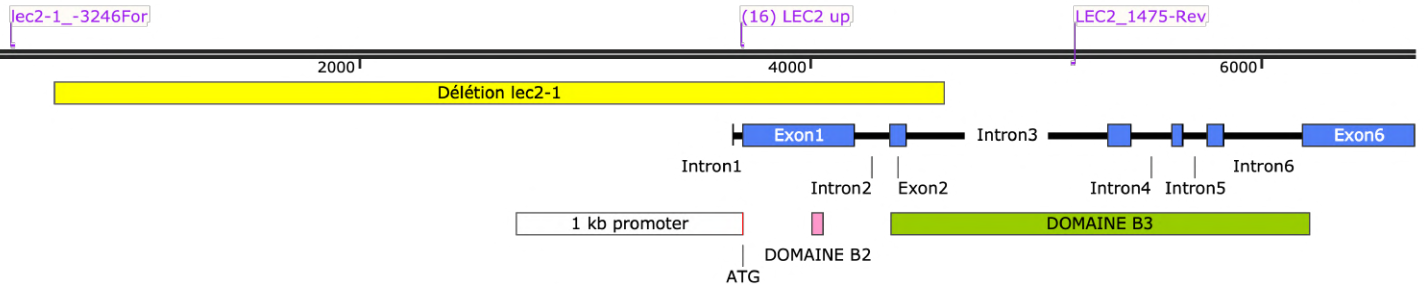 lec2-1_-3246For
(16) LEC2 up
LEC2_1475-Rev
2000
4000
6000
Délétion lec2-1
Exon1
Intron3
Exon6
Intron1
Intron6
Intron2
Exon2
Intron4
Intron5
1 kb promoter
DOMAINE B3
DOMAINE B2
ATG